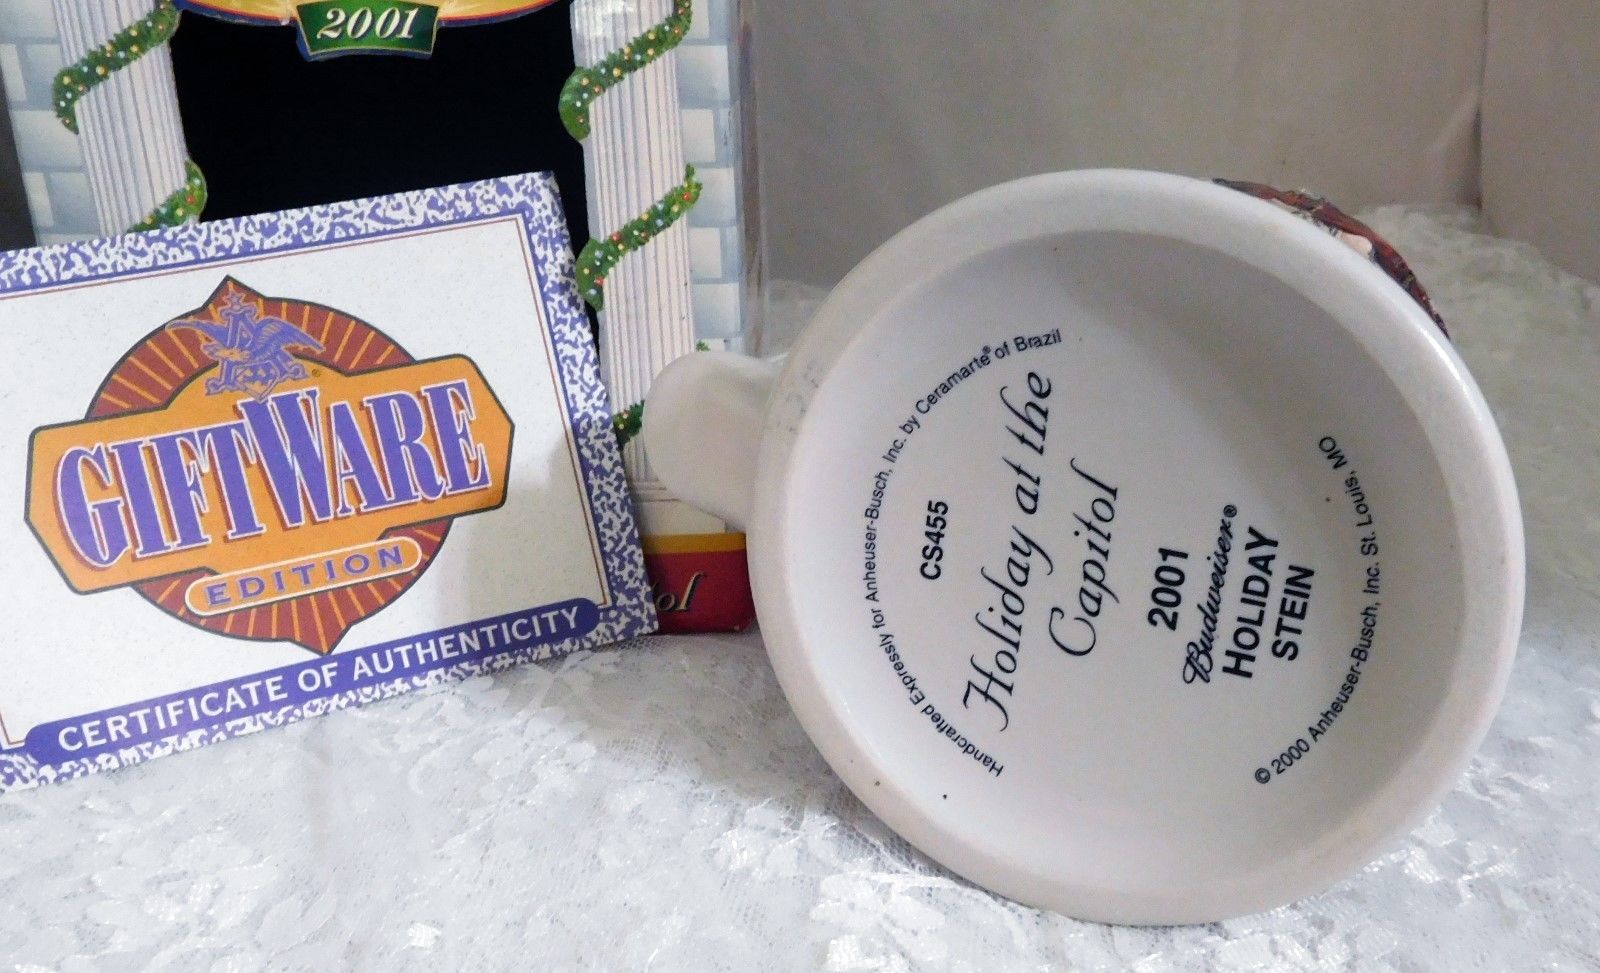 2001
GIFTWARE
EDITION
CERTIFICATE OF AUTHENTICITY
Handcrafted Expressly for Anheuser-Busch, Inc. by Ceramarte® of Brazil
CS455
Holiday at the
Capitol
2001
Budweiser®
HOLIDAY
STEIN
© 2000 Anheuser-Busch, Inc. St. Louis, MO